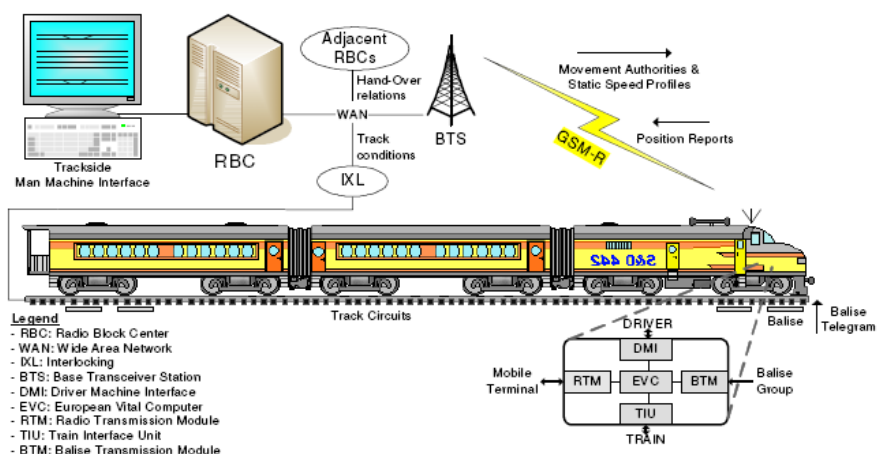 Adjacent
RBCs
Hand-Over
relations
WAN
Track
conditions
IXL
RBC
BTS
Trackside
Man Machine Interface
Movement Authorities &
Static Speed Profiles
Position Reports
GSM-R
S&D 442
Track Circuits
Balise
Balise
Telegram
Legend
- RBC: Radio Block Center
- WAN: Wide Area Network
- IXL: Interlocking
- BTS: Base Transceiver Station
- DMI: Driver Machine Interface
- EVC: European Vital Computer
- RTM: Radio Transmission Module
- TIU: Train Interface Unit
- BTM: Balise Transmission Module
DRIVER
DMI
Mobile
Terminal
RTM
EVC
BTM
Balise
Group
TIU
TRAIN